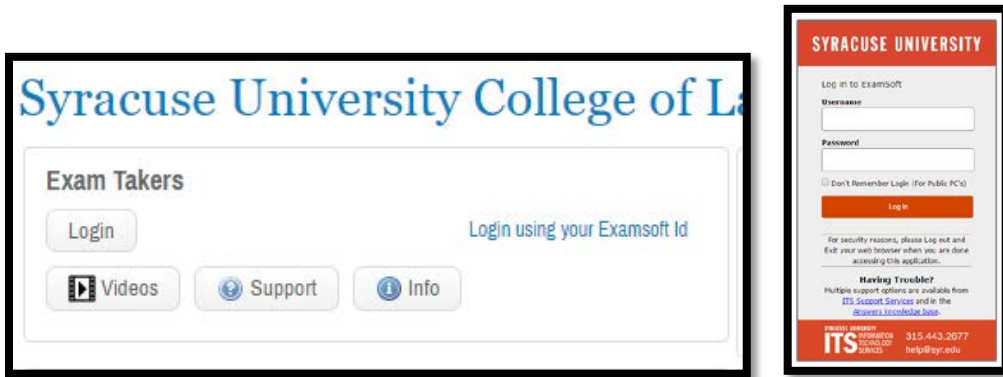 Syracuse University College of La
Exam Takers
Login
Login using your Examsoft Id
Videos
Support
Info
SYRACUSE UNIVERSITY
Log in to ExamSoft
Username
Password
Don't Remember Login (For Public PC's)
Log In
For security reasons, please Log out and
Exit your web browser when you are done
accessing this application.
Having Trouble?
Multiple support options are available from
ITS Support Services and in the
Answers knowledge base.
SYRACUSE UNIVERSITY
ITS INFORMATION TECHNOLOGY SERVICES
315.443.2677
help@syr.edu